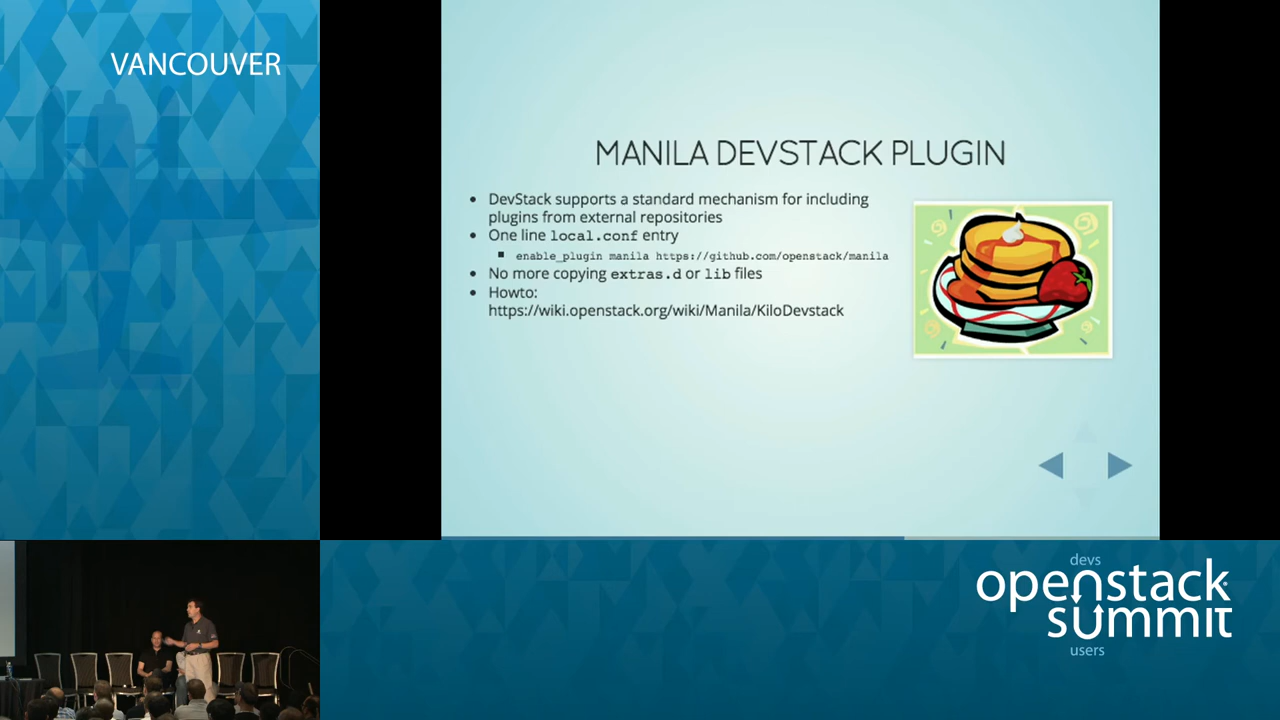 VANCOUVER
MANILA DEVSTACK PLUGIN
DevStack supports a standard mechanism for including
plugins from external repositories
One line local.conf entry
enable_plugin manila https://github.com/openstack/manila
No more copying extras.d or lib files
Howto:
https://wiki.openstack.org/wiki/Manila/KiloDevstack
devs
openstack
summit
users